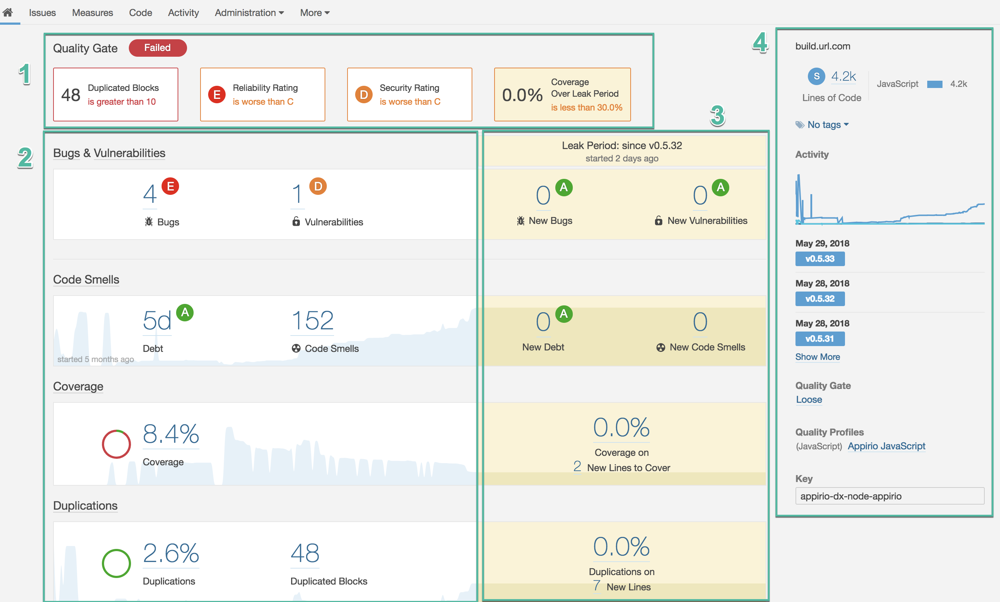 Issues Measures Code Activity Administration More
1
Quality Gate Failed
48 Duplicated Blocks
is greater than 10
E Reliability Rating
is worse than C
D Security Rating
is worse than C
0.0% Coverage
Over Leak Period
is less than 30.0%
2
Bugs & Vulnerabilities
4 E
Bugs
1 D
Vulnerabilities
Code Smells
5d A
Debt
152
Code Smells
started 5 months ago
Coverage
8.4%
Coverage
Duplications
2.6%
Duplications
48
Duplicated Blocks
3
Leak Period: since v0.5.32
started 2 days ago
0 A
New Bugs
0 A
New Vulnerabilities
0 A
New Debt
0
New Code Smells
0.0%
Coverage on
2 New Lines to Cover
0.0%
Duplications on
7 New Lines
4
build.url.com
S 4.2k
Lines of Code
JavaScript 4.2k
No tags
Activity
May 29, 2018
v0.5.33
May 28, 2018
v0.5.32
May 28, 2018
v0.5.31
Show More
Quality Gate
Loose
Quality Profiles
(JavaScript) Appirio JavaScript
Key
appirio-dx-node-appirio